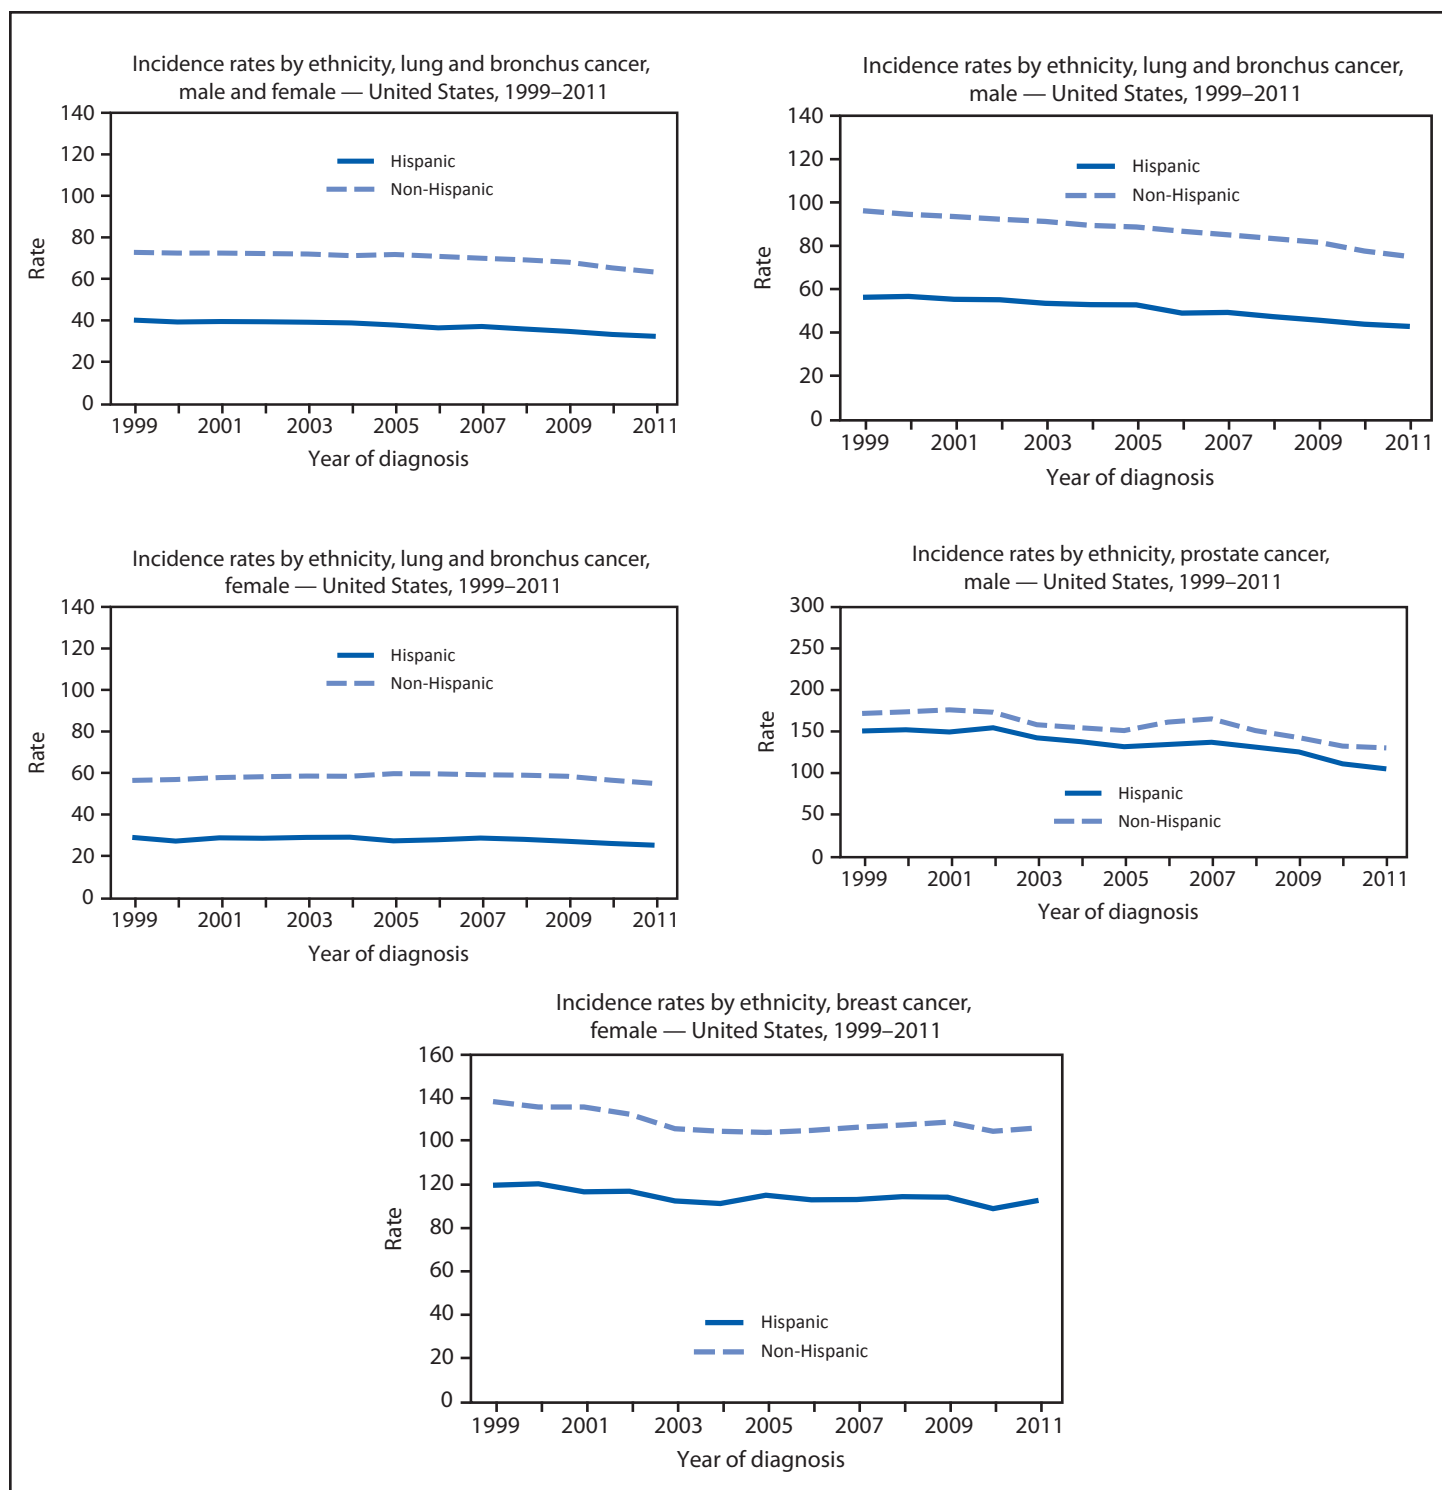 Incidence rates by ethnicity, lung and bronchus cancer,
male and female — United States, 1999–2011
140
120
100
80
60
40
20
0
Rate
Hispanic
Non-Hispanic
1999 2001 2003 2005 2007 2009 2011
Year of diagnosis
Incidence rates by ethnicity, lung and bronchus cancer,
male — United States, 1999–2011
140
120
100
80
60
40
20
0
Rate
Hispanic
Non-Hispanic
1999 2001 2003 2005 2007 2009 2011
Year of diagnosis
Incidence rates by ethnicity, lung and bronchus cancer,
female — United States, 1999–2011
140
120
100
80
60
40
20
0
Rate
Hispanic
Non-Hispanic
1999 2001 2003 2005 2007 2009 2011
Year of diagnosis
Incidence rates by ethnicity, prostate cancer,
male — United States, 1999–2011
300
250
200
150
100
50
0
Rate
Hispanic
Non-Hispanic
1999 2001 2003 2005 2007 2009 2011
Year of diagnosis
Incidence rates by ethnicity, breast cancer,
female — United States, 1999–2011
160
140
100
120
80
60
40
20
0
Rate
Hispanic
Non-Hispanic
1999 2001 2003 2005 2007 2009 2011
Year of diagnosis